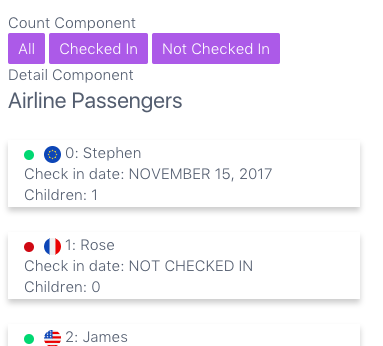 Count Component
All Checked In Not Checked In
Detail Component
Airline Passengers
0: Stephen
Check in date: NOVEMBER 15, 2017
Children: 1
1: Rose
Check in date: NOT CHECKED IN
Children: 0
2: James